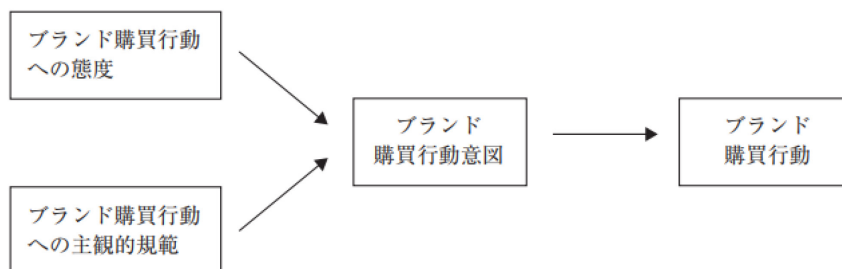 ブランド購買行動
への態度
ブランド
購買行動意図
ブランド
購買行動
ブランド購買行動
への主観的規範